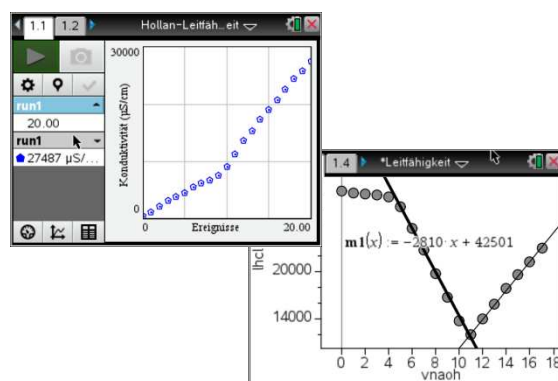 1.1 1.2 Hollan-Leitfäh…eit
run1
20.00
run1
27487 µS/…
30000
Konduktivität (µS/cm)
0
0 Ereignisse 20.00
1.4 *Leitfähigkeit
m1(x):=-2810·x+42501
lhcl
20000
14000
0 2 4 6 8 10 12 14 16 18
vnaoh